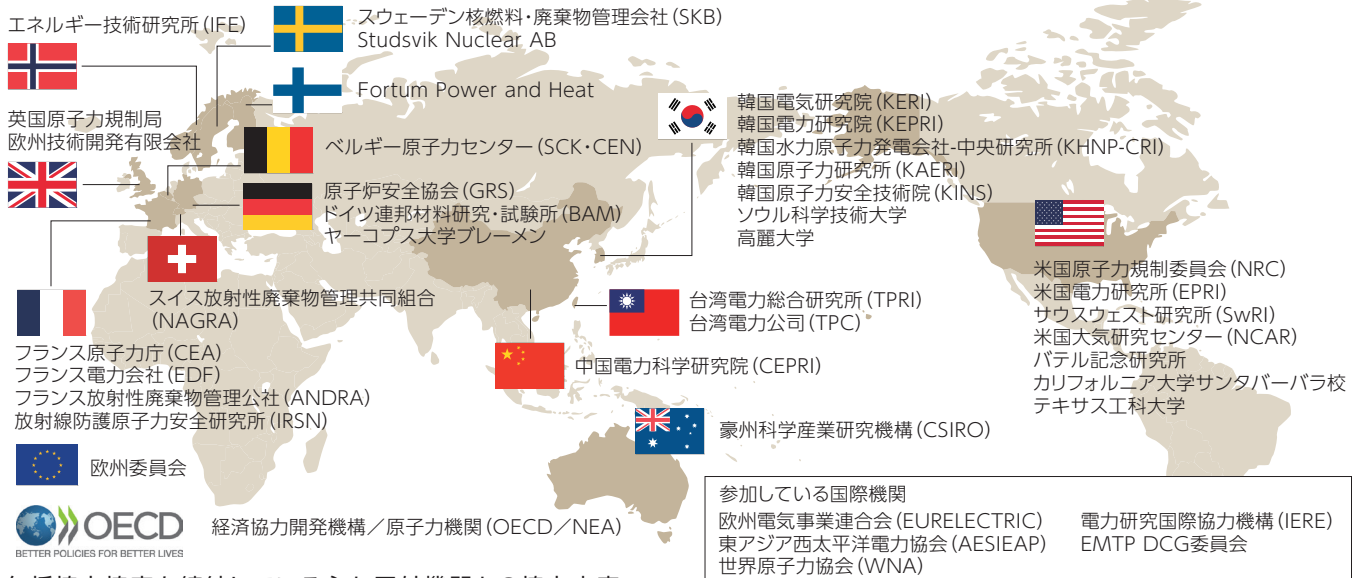 エネルギー技術研究所(IFE)
スウェーデン核燃料・廃棄物管理会社(SKB)
Studsvik Nuclear AB
Fortum Power and Heat
英国原子力規制局
欧州技術開発有限会社
ベルギー原子力センター(SCK・CEN)
原子炉安全協会(GRS)
ドイツ連邦材料研究・試験所(BAM)
ヤーコプス大学ブレーメン
韓国電気研究院(KERI)
韓国電力研究院(KEPRI)
韓国水力原子力発電会社-中央研究所(KHNP-CRI)
韓国原子力研究所(KAERI)
韓国原子力安全技術院(KINS)
ソウル科学技術大学
高麗大学
スイス放射性廃棄物管理共同組合
(NAGRA)
台湾電力総合研究所(TPRI)
台湾電力公司(TPC)
米国原子力規制委員会(NRC)
米国電力研究所(EPRI)
サウスウェスト研究所(SwRI)
米国大気研究センター(NCAR)
バテル記念研究所
カリフォルニア大学サンタバーバラ校
テキサス工科大学
フランス原子力庁(CEA)
フランス電力会社(EDF)
フランス放射性廃棄物管理公社(ANDRA)
放射線防護原子力安全研究所(IRSN)
中国電力科学研究院(CEPRI)
豪州科学産業研究機構(CSIRO)
欧州委員会
OECD
BETTER POLICIES FOR BETTER LIVES
経済協力開発機構/原子力機関(OECD/NEA)
参加している国際機関
欧州電気事業連合会(EURELECTRIC)
東アジア西太平洋電力協会(AESIEAP)
世界原子力協会(WNA)
電力研究国際協力機構(IERE)
EMTP DCG委員会